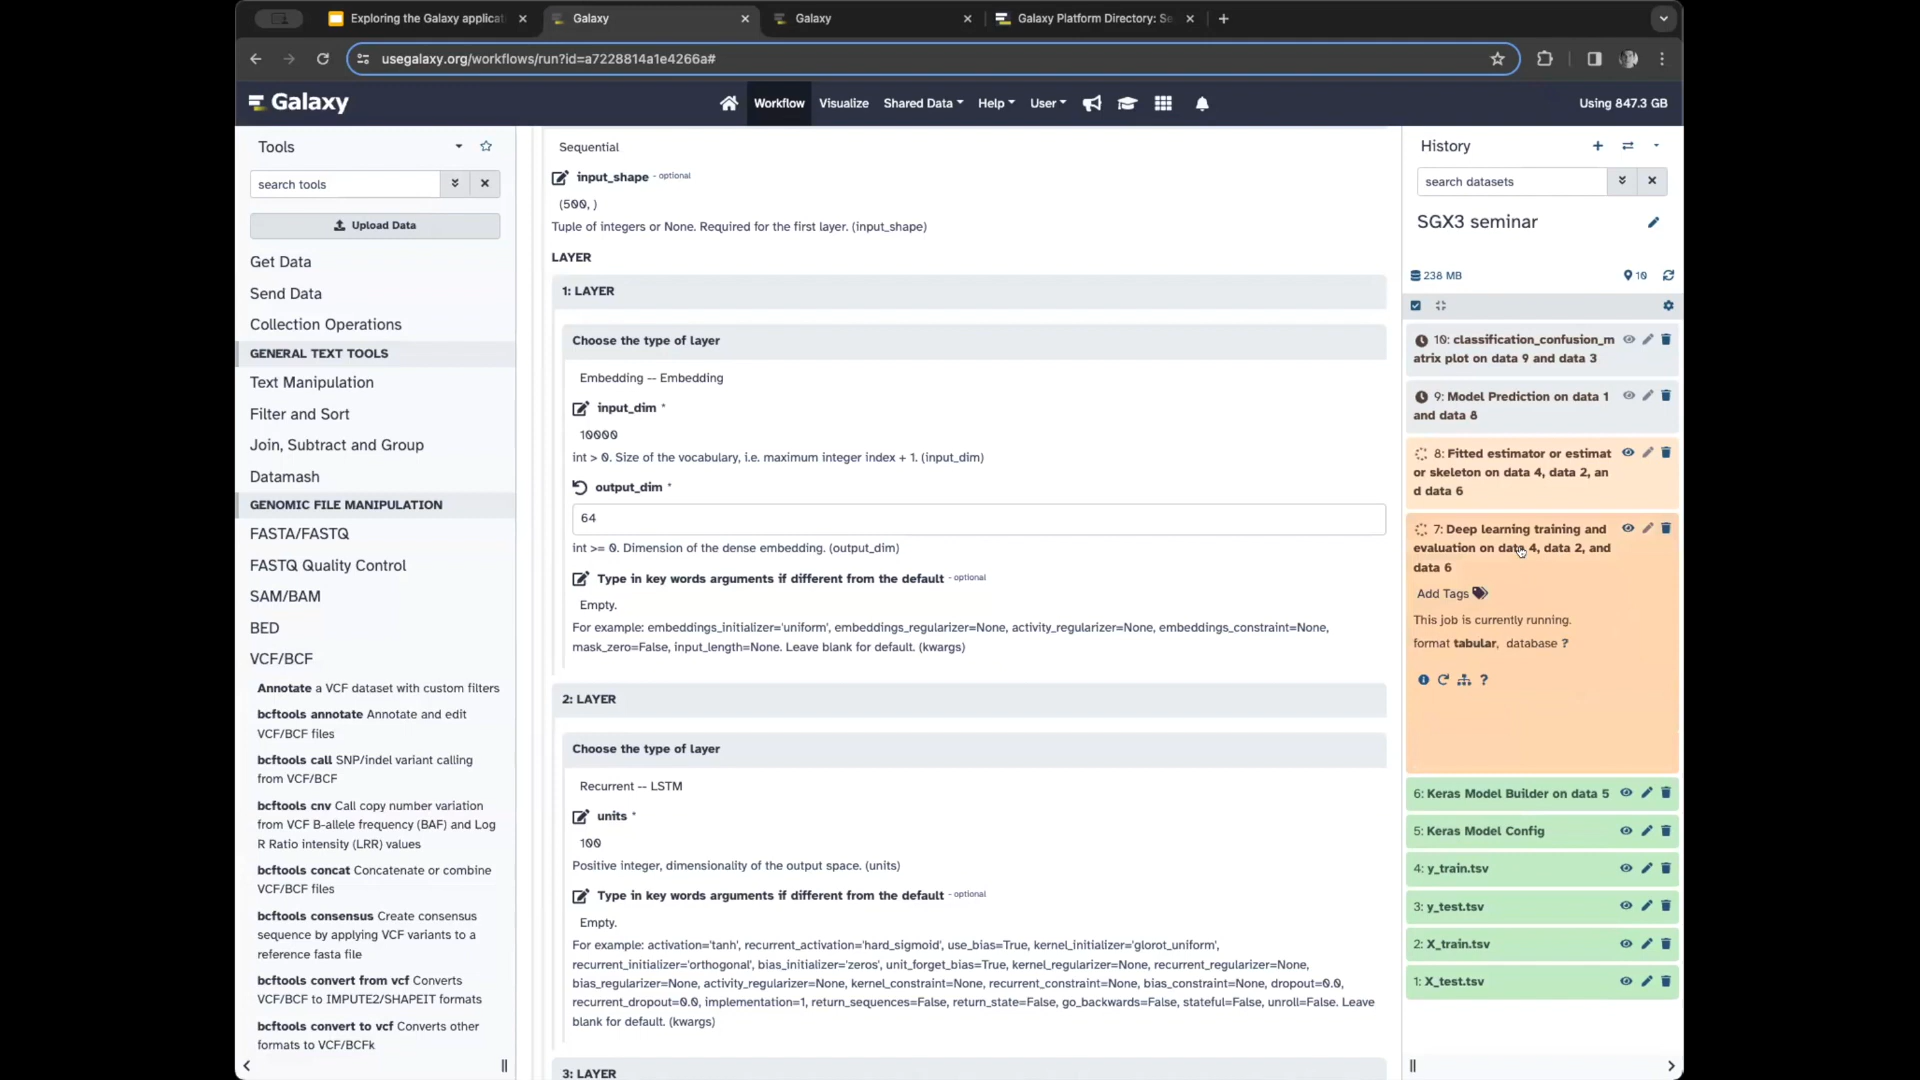 Exploring the Galaxy applicat
Galaxy
Galaxy
Galaxy Platform Directory: Se
usegalaxy.org/workflows/run?id=a7228814a1e4266a#
Galaxy
Workflow
Visualize
Shared Data
Help
User
Using 847.3 GB
Tools
search tools
Upload Data
Get Data
Send Data
Collection Operations
GENERAL TEXT TOOLS
Text Manipulation
Filter and Sort
Join, Subtract and Group
Datamash
GENOMIC FILE MANIPULATION
FASTA/FASTQ
FASTQ Quality Control
SAM/BAM
BED
VCF/BCF
Annotate a VCF dataset with custom filters
bcftools annotate Annotate and edit
VCF/BCF files
bcftools call SNP/indel variant calling
from VCF/BCF
bcftools cnv Call copy number variation
from VCF B-allele frequency (BAF) and Log
R Ratio intensity (LRR) values
bcftools concat Concatenate or combine
VCF/BCF files
bcftools consensus Create consensus
sequence by applying VCF variants to a
reference fasta file
bcftools convert from vcf Converts
VCF/BCF to IMPUTE2/SHAPEIT formats
bcftools convert to vcf Converts other
formats to VCF/BCFk
Sequential
input_shape - optional
(500, )
Tuple of integers or None. Required for the first layer. (input_shape)
LAYER
1: LAYER
Choose the type of layer
Embedding -- Embedding
input_dim *
10000
int > 0. Size of the vocabulary, i.e. maximum integer index + 1. (input_dim)
output_dim *
64
int >= 0. Dimension of the dense embedding. (output_dim)
Type in key words arguments if different from the default - optional
Empty.
For example: embeddings_initializer='uniform', embeddings_regularizer=None, activity_regularizer=None, embeddings_constraint=None,
mask_zero=False, input_length=None. Leave blank for default. (kwargs)
2: LAYER
Choose the type of layer
Recurrent -- LSTM
units *
100
Positive integer, dimensionality of the output space. (units)
Type in key words arguments if different from the default - optional
Empty.
For example: activation='tanh', recurrent_activation='hard_sigmoid', use_bias=True, kernel_initializer='glorot_uniform',
recurrent_initializer='orthogonal', bias_initializer='zeros', unit_forget_bias=True, kernel_regularizer=None, recurrent_regularizer=None,
bias_regularizer=None, activity_regularizer=None, kernel_constraint=None, recurrent_constraint=None, bias_constraint=None, dropout=0.0,
recurrent_dropout=0.0, implementation=1, return_sequences=False, return_state=False, go_backwards=False, stateful=False, unroll=False. Leave
blank for default. (kwargs)
3: LAYER
History
search datasets
SGX3 seminar
238 MB
10
10: classification_confusion_m
atrix plot on data 9 and data 3
9: Model Prediction on data 1
and data 8
8: Fitted estimator or estimat
or skeleton on data 4, data 2, an
d data 6
7: Deep learning training and
evaluation on data 4, data 2, and
data 6
Add Tags
This job is currently running.
format tabular, database ?
?
6: Keras Model Builder on data 5
5: Keras Model Config
4: y_train.tsv
3: y_test.tsv
2: X_train.tsv
1: X_test.tsv